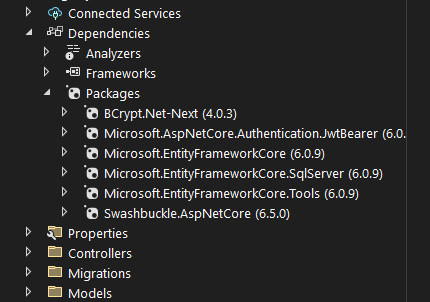 Connected Services
Dependencies
Analyzers
Frameworks
Packages
BCrypt.Net-Next (4.0.3)
Microsoft.AspNetCore.Authentication.JwtBearer (6.0.
Microsoft.EntityFrameworkCore (6.0.9)
Microsoft.EntityFrameworkCore.SqlServer (6.0.9)
Microsoft.EntityFrameworkCore.Tools (6.0.9)
Swashbuckle.AspNetCore (6.5.0)
Properties
Controllers
Migrations
Models